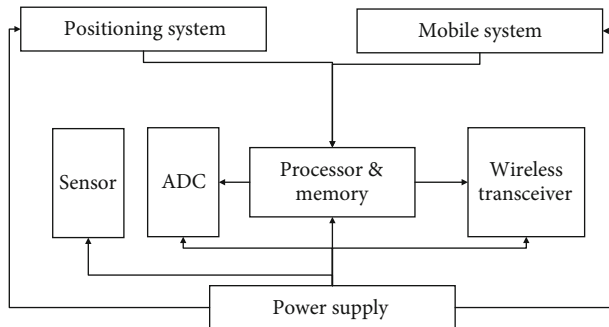 Positioning system
Mobile system
Sensor
ADC
Processor &
memory
Wireless
transceiver
Power supply